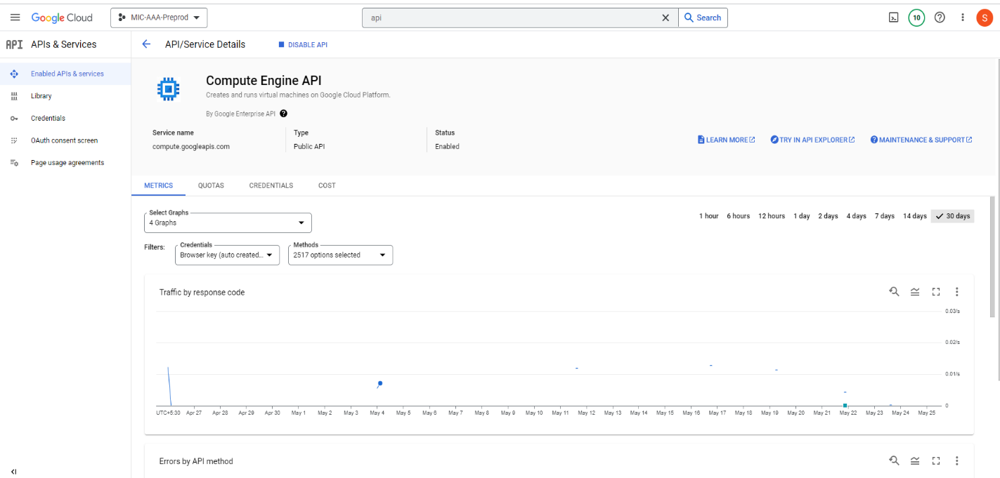 Google Cloud MIC-AAA-Preprod api Search 10 S
API APIs & Services API/Service Details DISABLE API
Enabled APIs & services
Library
Credentials
OAuth consent screen
Page usage agreements
Compute Engine API
Creates and runs virtual machines on Google Cloud Platform.
By Google Enterprise API
Service name Type Status
compute.googleapis.com Public API Enabled
LEARN MORE TRY IN API EXPLORER MAINTENANCE & SUPPORT
METRICS QUOTAS CREDENTIALS COST
Select Graphs
4 Graphs
1 hour 6 hours 12 hours 1 day 2 days 4 days 7 days 14 days 30 days
Filters:
Credentials
Browser key (auto created...
Methods
2517 options selected
Traffic by response code
0.03/s
0.02/s
0.01/s
0
UTC+5:30 Apr 27 Apr 28 Apr 29 Apr 30 May 1 May 2 May 3 May 4 May 5 May 6 May 7 May 8 May 9 May 10 May 11 May 12 May 13 May 14 May 15 May 16 May 17 May 18 May 19 May 20 May 21 May 22 May 23 May 24 May 25
Errors by API method